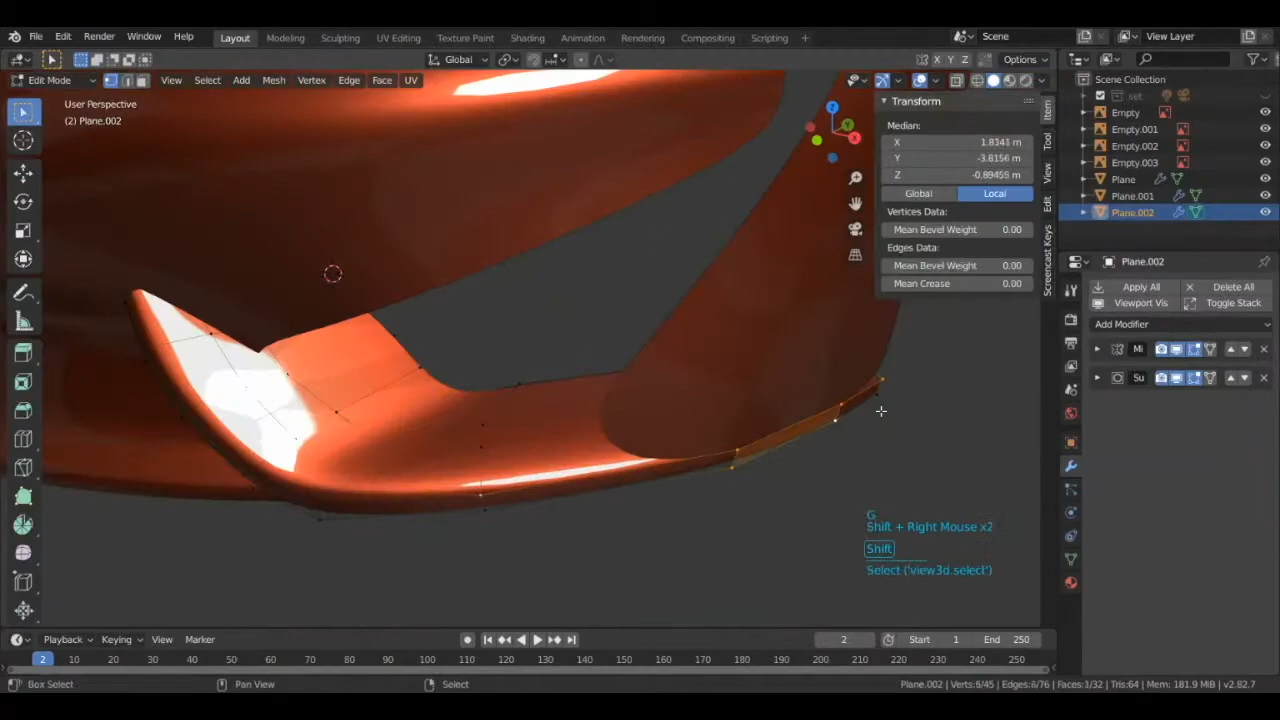 File Edit Render Window Help Layout Modeling Sculpting UV Editing Texture Paint Shading Animation Rendering Compositing Scripting + Scene View Layer
Global X Y Z Options
Edit Mode View Select Add Mesh Vertex Edge Face UV
User Perspective
(2) Plane.002
Transform
Median:
X 1.8343 m
Y -3.8156 m
Z -0.89459 m
Global Local
Vertices Data:
Mean Bevel Weight 0.00
Edges Data:
Mean Bevel Weight 0.00
Mean Crease 0.00
Item
Tool
View
Edit
Screencast Keys
Scene Collection
set
Empty
Empty.001
Empty.002
Empty.003
Plane
Plane.001
Plane.002
Plane.002
Apply All Delete All
Viewport Vis Toggle Stack
Add Modifier
Mi
Su
G
Shift + Right Mouse x2
Shift
Select ('view3d.select')
Playback Keying View Marker 2 Start 1 End 250
2 10 20 30 40 50 60 70 80 90 100 110 120 130 140 150 160 170 180 190 200 210 220 230 240 250
Box Select Pan View Select Plane.002 | Verts:6/45 | Edges:8/76 | Faces:3/32 | Tris:64 | Mem: 181.9 MiB | v2.82.7